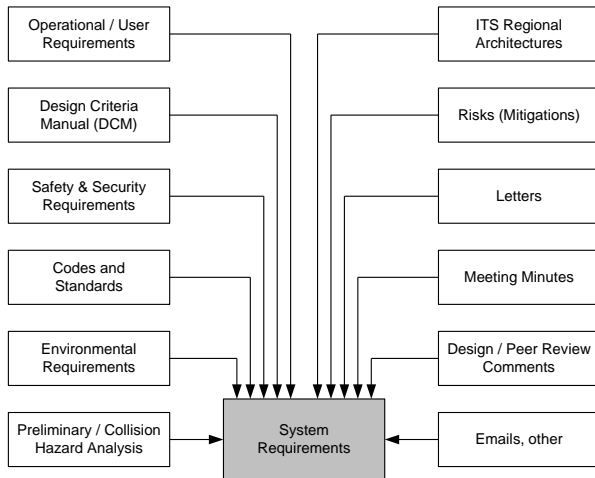 Operational / User
Requirements
ITS Regional
Architectures
Design Criteria
Manual (DCM)
Risks (Mitigations)
Safety & Security
Requirements
Letters
Codes and
Standards
Meeting Minutes
Environmental
Requirements
Design / Peer Review
Comments
Preliminary / Collision
Hazard Analysis
System
Requirements
Emails, other